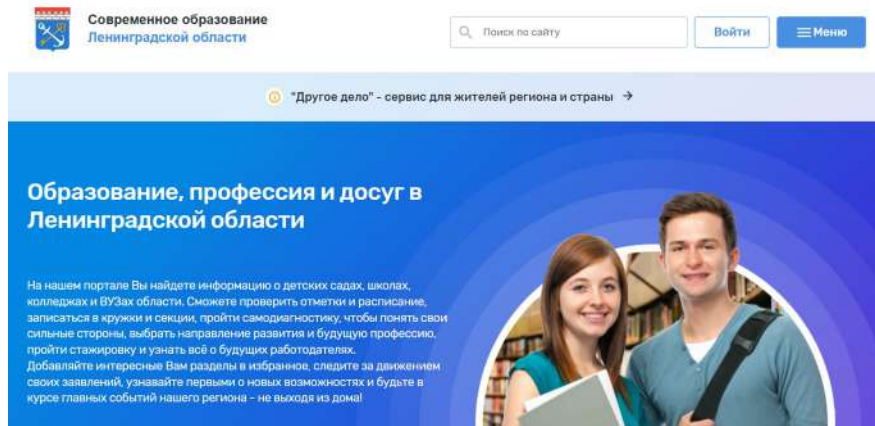 Современное образование
Ленинградской области
Поиск по сайту
Войти
Меню
"Другое дело" - сервис для жителей региона и страны →
Образование, профессия и досуг в
Ленинградской области
На нашем портале Вы найдете информацию о детских садах, школах,
колледжах и ВУЗах области. Сможете проверить отметки и расписание,
записаться в кружки и секции, пройти самодиагностику, чтобы понять свои
сильные стороны, выбрать направление развития и будущую профессию,
пройти стажировку и узнать всё о будущих работодателях.
Добавляйте интересные Вам разделы в избранное, следите за движением
своих заявлений, узнавайте первыми о новых возможностях и будьте в
курсе главных событий нашего региона - не выходя из дома!